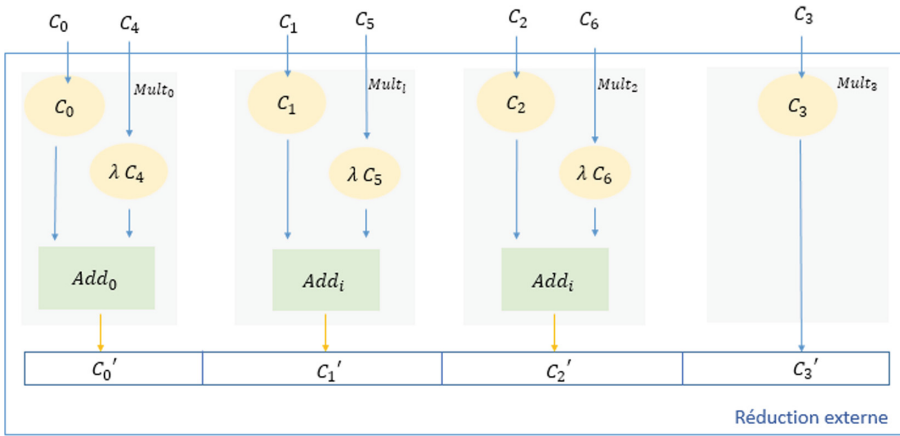 C₀ C₄ C₁ C₅ C₂ C₆ C₃
Mult₀ Multₗ Mult₂ Mult₃
C₀ C₁ C₂ C₃
λ C₄ λ C₅ λ C₆
Add₀ Addᵢ Addᵢ
C₀′ C₁′ C₂′ C₃′
Réduction externe